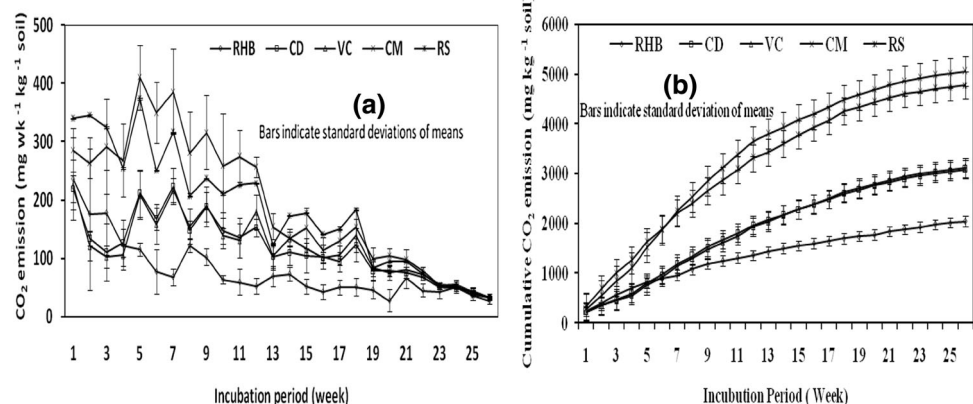 CO2 emission (mg wk⁻¹ kg⁻¹ soil)
500
400
300
200
100
0
RHB CD VC CM RS
(a)
Bars indicate standard deviations of means
1 3 5 7 9 11 13 15 17 19 21 23 25
Incubation period (week)
Cumulative CO2 emission (mg kg⁻¹ soil)
6000
5000
4000
3000
2000
1000
0
RHB CD VC CM RS
(b)
Bars indicate standard deviation of means
1 3 5 7 9 11 13 15 17 19 21 23 25
Incubution Period ( Week)